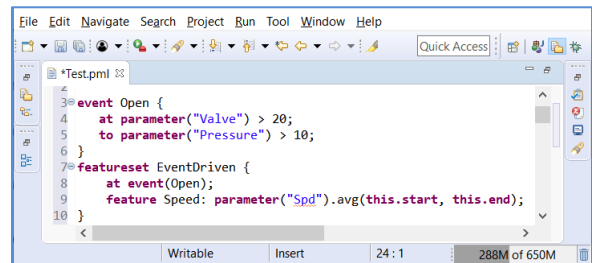 File Edit Navigate Search Project Run Tool Window Help
Quick Access
*Test.pml
2
3 event Open {
4 at parameter("Valve") > 20;
5 to parameter("Pressure") > 10;
6 }
7 featureset EventDriven {
8 at event(Open);
9 feature Speed: parameter("Spd").avg(this.start, this.end);
10 }
Writable Insert 24 : 1 288M of 650M